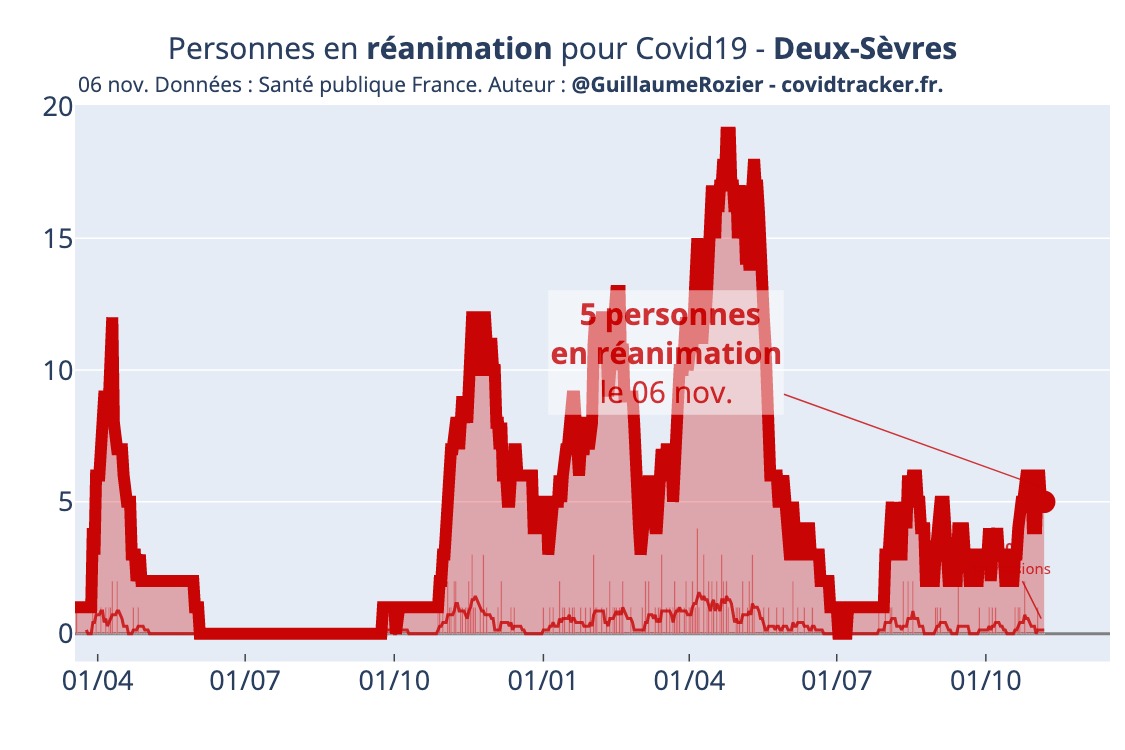 Personnes en réanimation pour Covid19 - Deux-Sèvres
06 nov. Données : Santé publique France. Auteur : @GuillaumeRozier - covidtracker.fr.
20
15
10
5
0
5 personnes
en réanimation
le 06 nov.
01/04
01/07
01/10
01/01
01/04
01/07
01/10